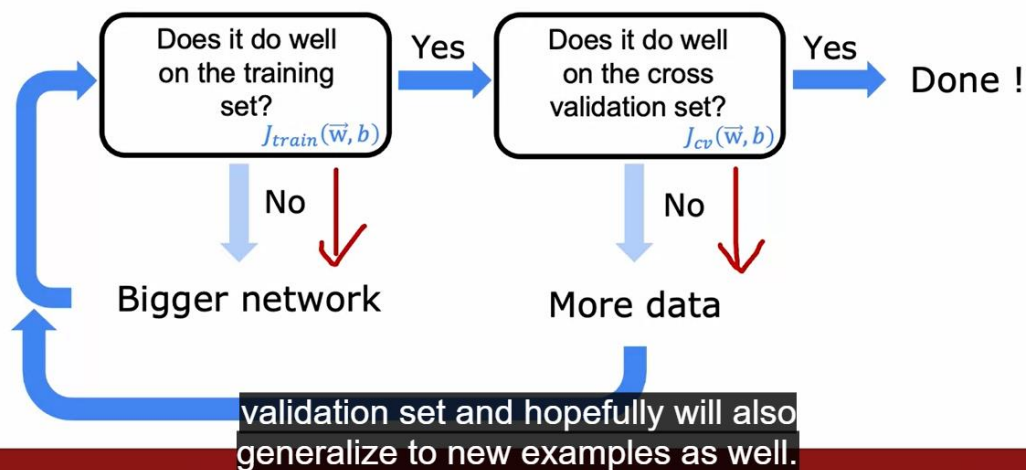 Does it do well
on the training
set?
J_train(w⃗, b)
Yes
Does it do well
on the cross
validation set?
J_cv(w⃗, b)
Yes
Done !
No
No
Bigger network
More data
validation set and hopefully will also
generalize to new examples as well.